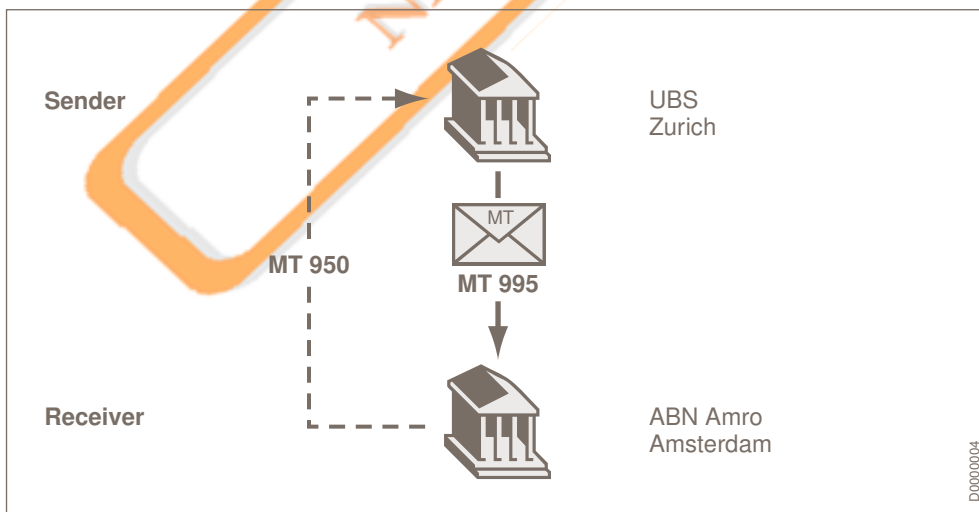 Sender
UBS
Zurich
MT
MT 950
MT 995
Receiver
ABN Amro
Amsterdam
D0000004